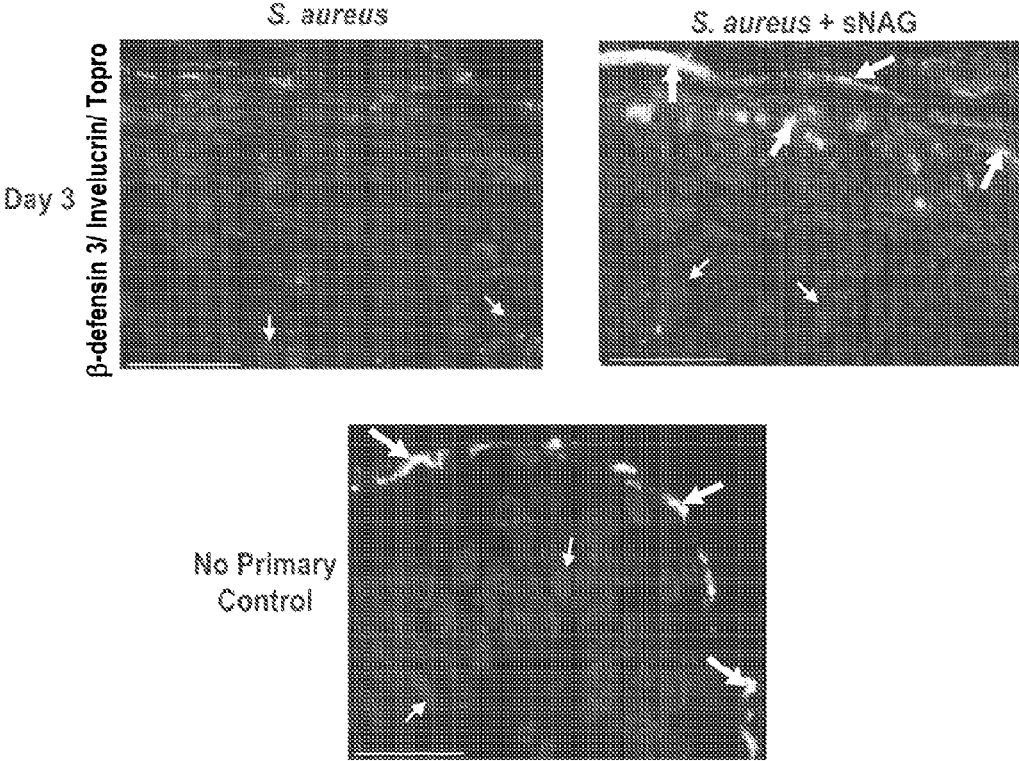 S. aureus
S. aureus + sNAG
Day 3
β-defensin 3/ Invelucrin/ Topro
No Primary
Control